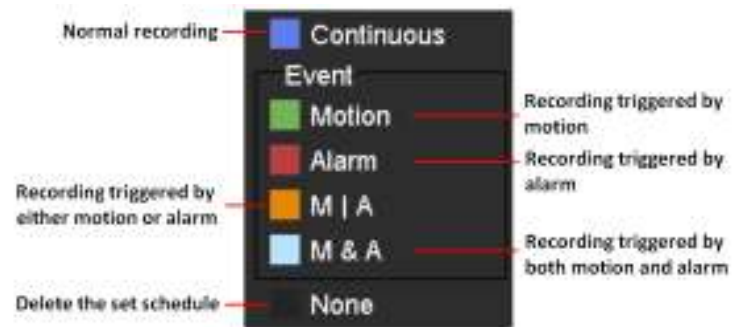 Normal recording
Continuous
Event
Motion
Recording triggered by
motion
Alarm
Recording triggered by
alarm
Recording triggered by
either motion or alarm
M | A
M & A
Recording triggered by
both motion and alarm
Delete the set schedule
None